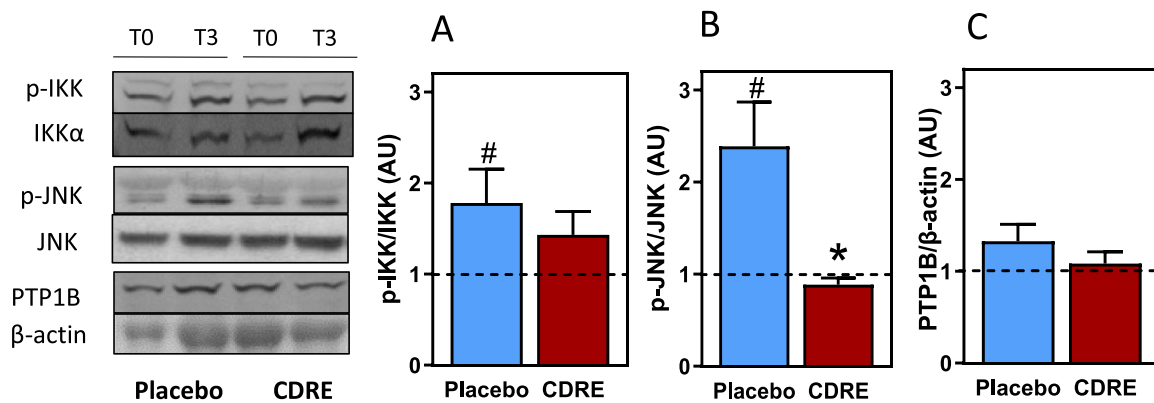 T0 T3 T0 T3
p-IKK
IKKα
p-JNK
JNK
PTP1B
β-actin
Placebo CDRE
A
p-IKK/IKK (AU)
3
2
1
0
#
Placebo CDRE
B
p-JNK/JNK (AU)
3
2
1
0
#
*
Placebo CDRE
C
PTP1B/β-actin (AU)
3
2
1
0
Placebo CDRE